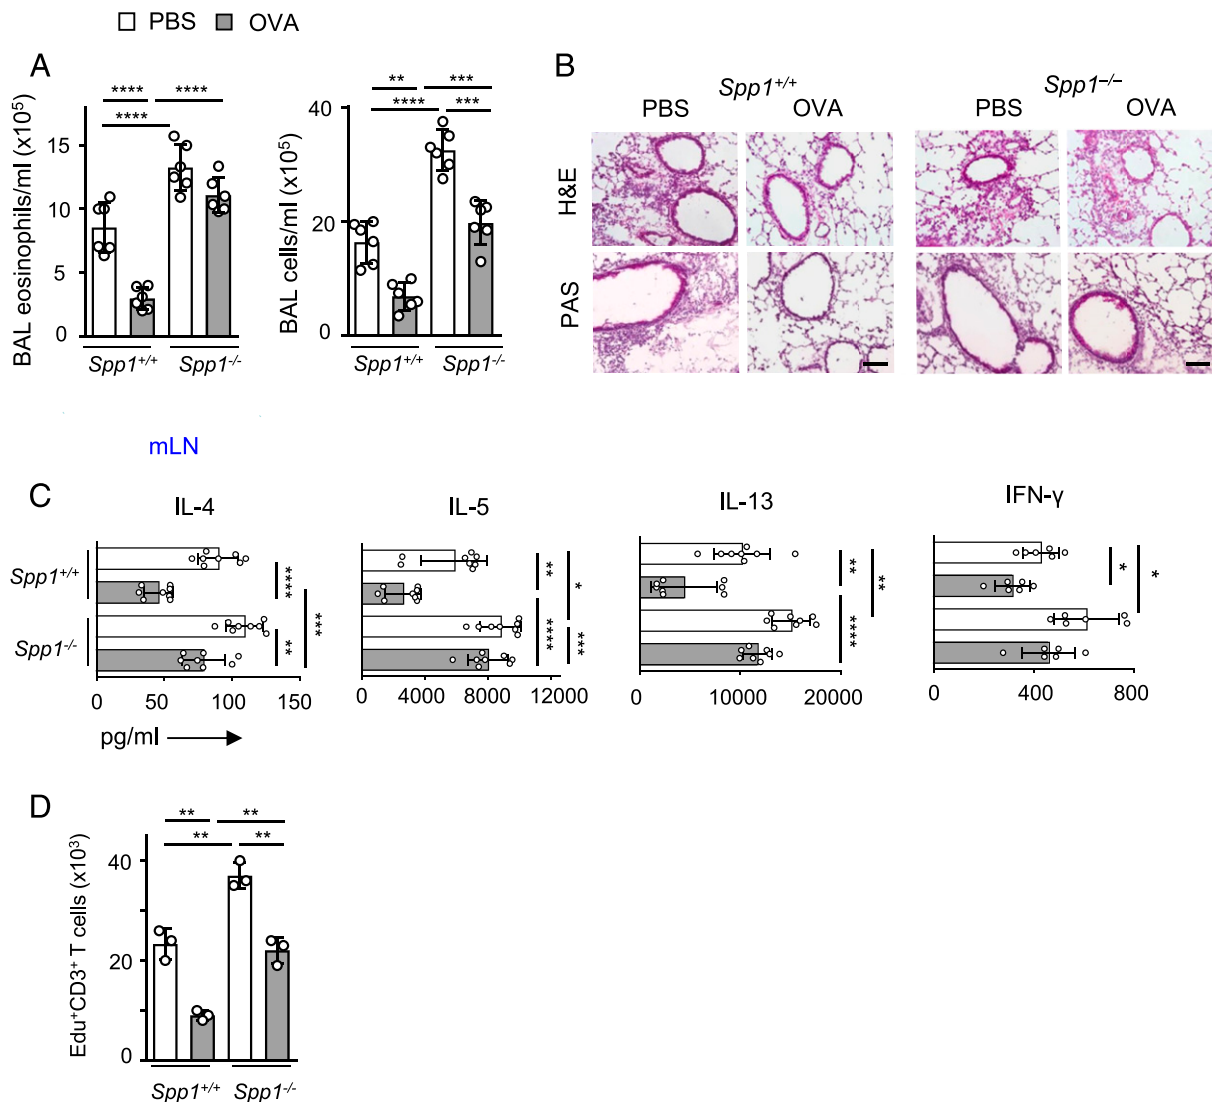 PBS OVA
A
BAL eosinophils/ml (x10⁵)
15
10
5
0
**** ****
****
Spp1+/+ Spp1-/-
BAL cells/ml (x10⁵)
40
20
0
** ***
**** ***
Spp1+/+ Spp1-/-
B
Spp1+/+ Spp1–/–
PBS OVA PBS OVA
H&E
PAS
mLN
C
IL-4
IL-5
IL-13
IFN-γ
Spp1+/+
Spp1-/-
****
**
***
**
****
*
***
**
****
**
*
*
0 50 100 150
0 4000 8000 12000
0 10000 20000
0 400 800
pg/ml
D
Edu+CD3+ T cells (x10³)
40
20
0
** **
** **
Spp1+/+ Spp1-/-